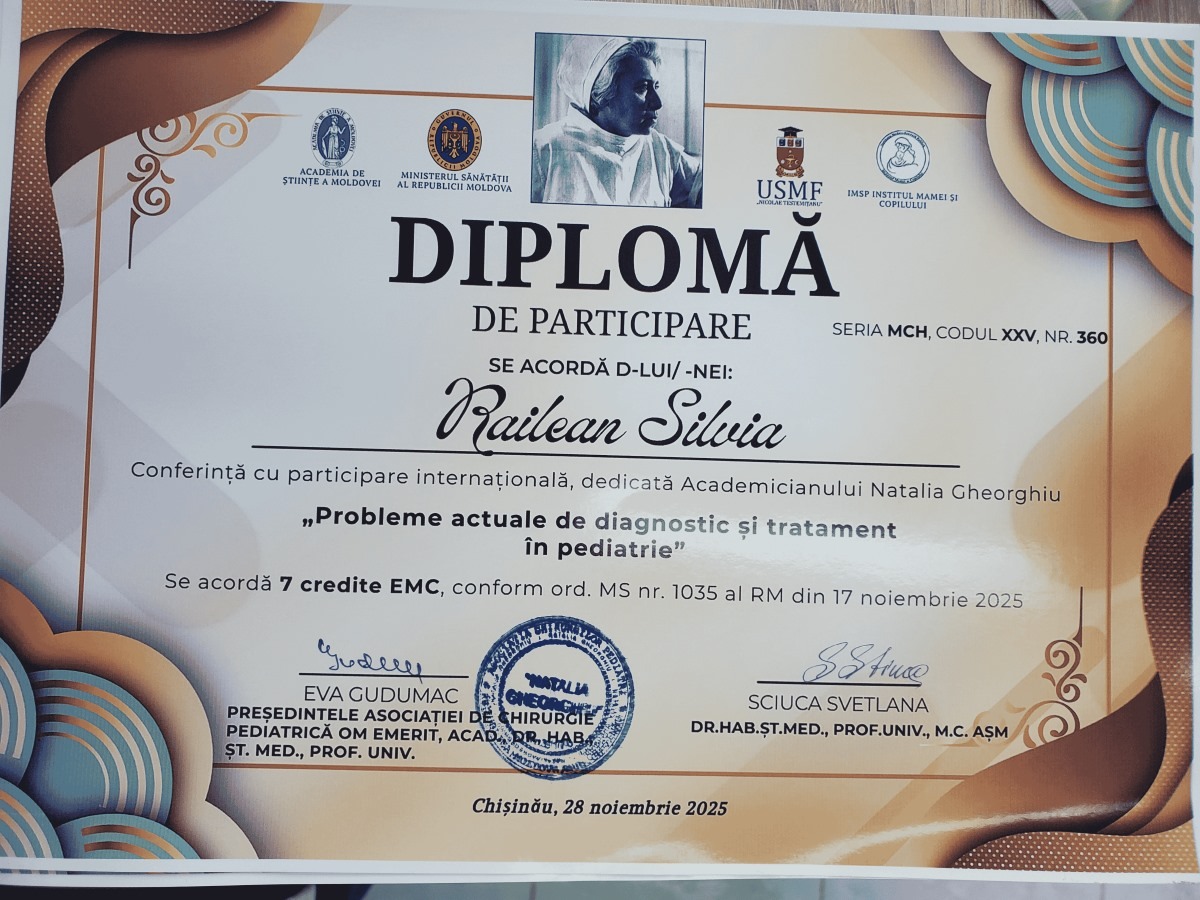 ACADEMIA DE
ȘTIINȚE A MOLDOVEI
MINISTERUL SĂNĂTĂȚII
AL REPUBLICII MOLDOVA
USMF
„NICOLAE TESTEMIȚANU”
IMSP INSTITUL MAMEI ȘI
COPILULUI
DIPLOMĂ
DE PARTICIPARE
SERIA MCH, CODUL XXV, NR. 360
SE ACORDĂ D-LUI/ -NEI:
Railean Silvia
Conferință cu participare internațională, dedicată Academicianului Natalia Gheorghiu
„Probleme actuale de diagnostic și tratament
în pediatrie”
Se acordă 7 credite EMC, conform ord. MS nr. 1035 al RM din 17 noiembrie 2025
EVA GUDUMAC
PREȘEDINTELE ASOCIAȚIEI DE CHIRURGIE
PEDIATRICĂ OM EMERIT, ACAD., DR. HAB.,
ȘT. MED., PROF. UNIV.
"NATALIA
GHEORGHIU"
SCIUCA SVETLANA
DR.HAB.ȘT.MED., PROF.UNIV., M.C. AȘM
Chișinău, 28 noiembrie 2025